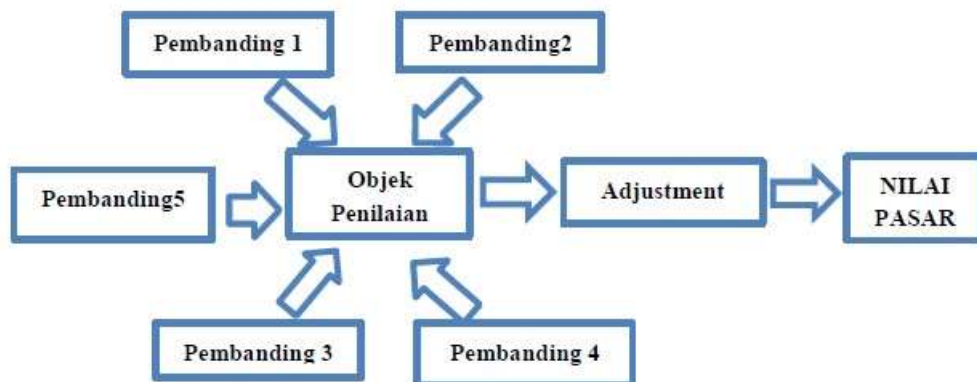 Pembanding 1
Pembanding2
Pembanding5
Objek
Penilaian
Adjustment
NILAI
PASAR
Pembanding 3
Pembanding 4